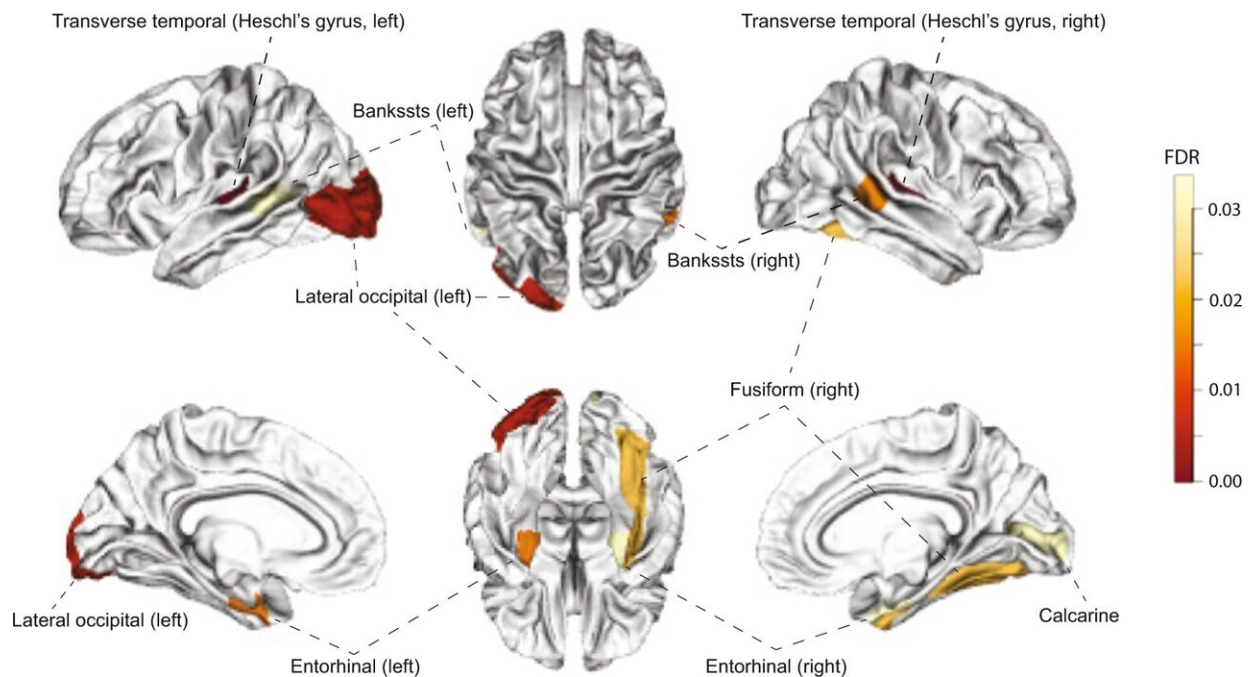 Transverse temporal (Heschl's gyrus, left)
Transverse temporal (Heschl's gyrus, right)
Bankssts (left)
FDR
0.03
Bankssts (right)
Lateral occipital (left)
0.02
Fusiform (right)
0.01
0.00
Lateral occipital (left)
Calcarine
Entorhinal (left)
Entorhinal (right)